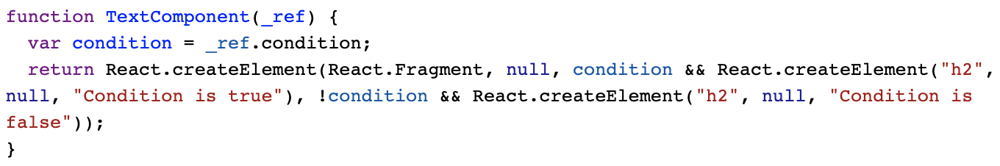 function TextComponent(_ref) {
  var condition = _ref.condition;
  return React.createElement(React.Fragment, null, condition && React.createElement("h2",
null, "Condition is true"), !condition && React.createElement("h2", null, "Condition is
false"));
}